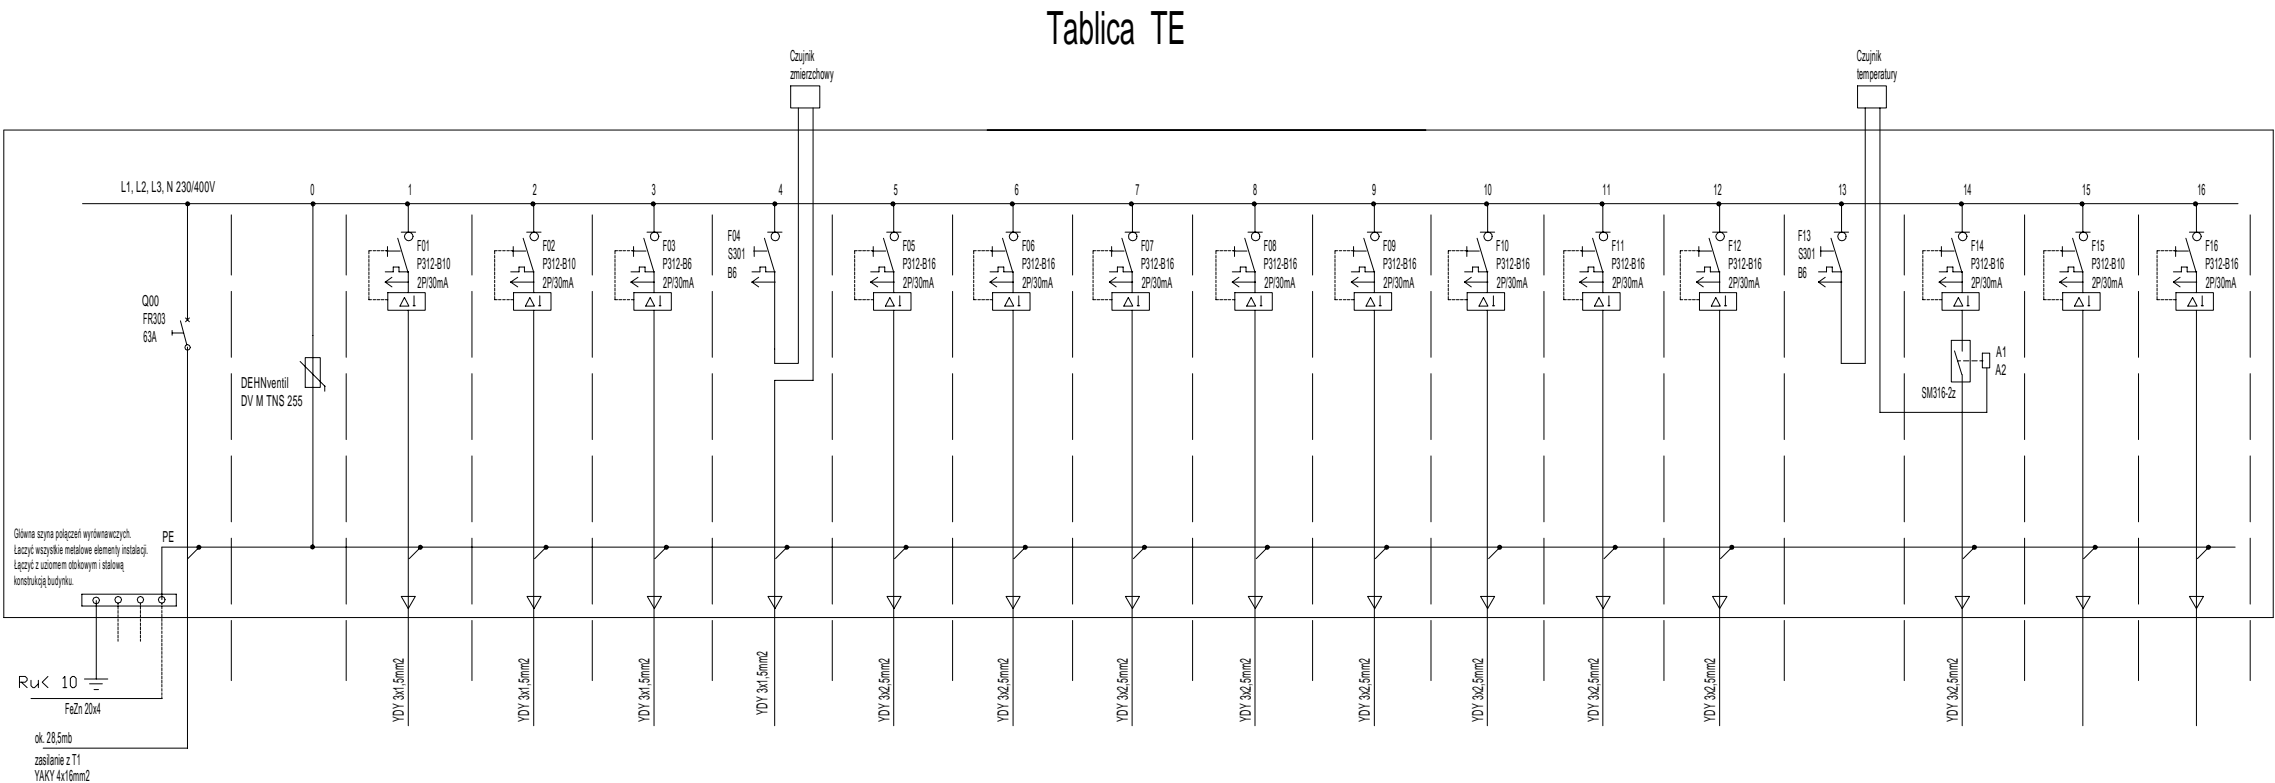 Tablica TE
Czujnik
zmierzchowy
Czujnik
temperatury
L1, L2, L3, N 230/400V
0
1
2
3
4
5
6
7
8
9
10
11
12
13
14
15
16
F01
P312-B10
2P/30mA
F02
P312-B10
2P/30mA
F03
P312-B6
2P/30mA
F04
S301
B6
F05
P312-B16
2P/30mA
F06
P312-B16
2P/30mA
F07
P312-B16
2P/30mA
F08
P312-B16
2P/30mA
F09
P312-B16
2P/30mA
F10
P312-B16
2P/30mA
F11
P312-B16
2P/30mA
F12
P312-B16
2P/30mA
F13
S301
B6
F14
P312-B16
2P/30mA
F15
P312-B10
2P/30mA
F16
P312-B16
2P/30mA
Q00
FR303
63A
DEHNventil
DV M TNS 255
A1
A2
SM316-2z
Główna szyna połączeń wyrównawczych.
Łaczyć wszystkie metalowe elementy instalacji.
Łączyć z uziomem otokowym i stalową
konstrukcją budynku.
PE
Ru< 10
FeZn 20x4
ok. 28,5mb
zasilanie z T1
YAKY 4x16mm2
YDY 3x1,5mm2
YDY 3x1,5mm2
YDY 3x1,5mm2
YDY 3x1,5mm2
YDY 3x2,5mm2
YDY 3x2,5mm2
YDY 3x2,5mm2
YDY 3x2,5mm2
YDY 3x2,5mm2
YDY 3x2,5mm2
YDY 3x2,5mm2
YDY 3x2,5mm2
YDY 3x2,5mm2